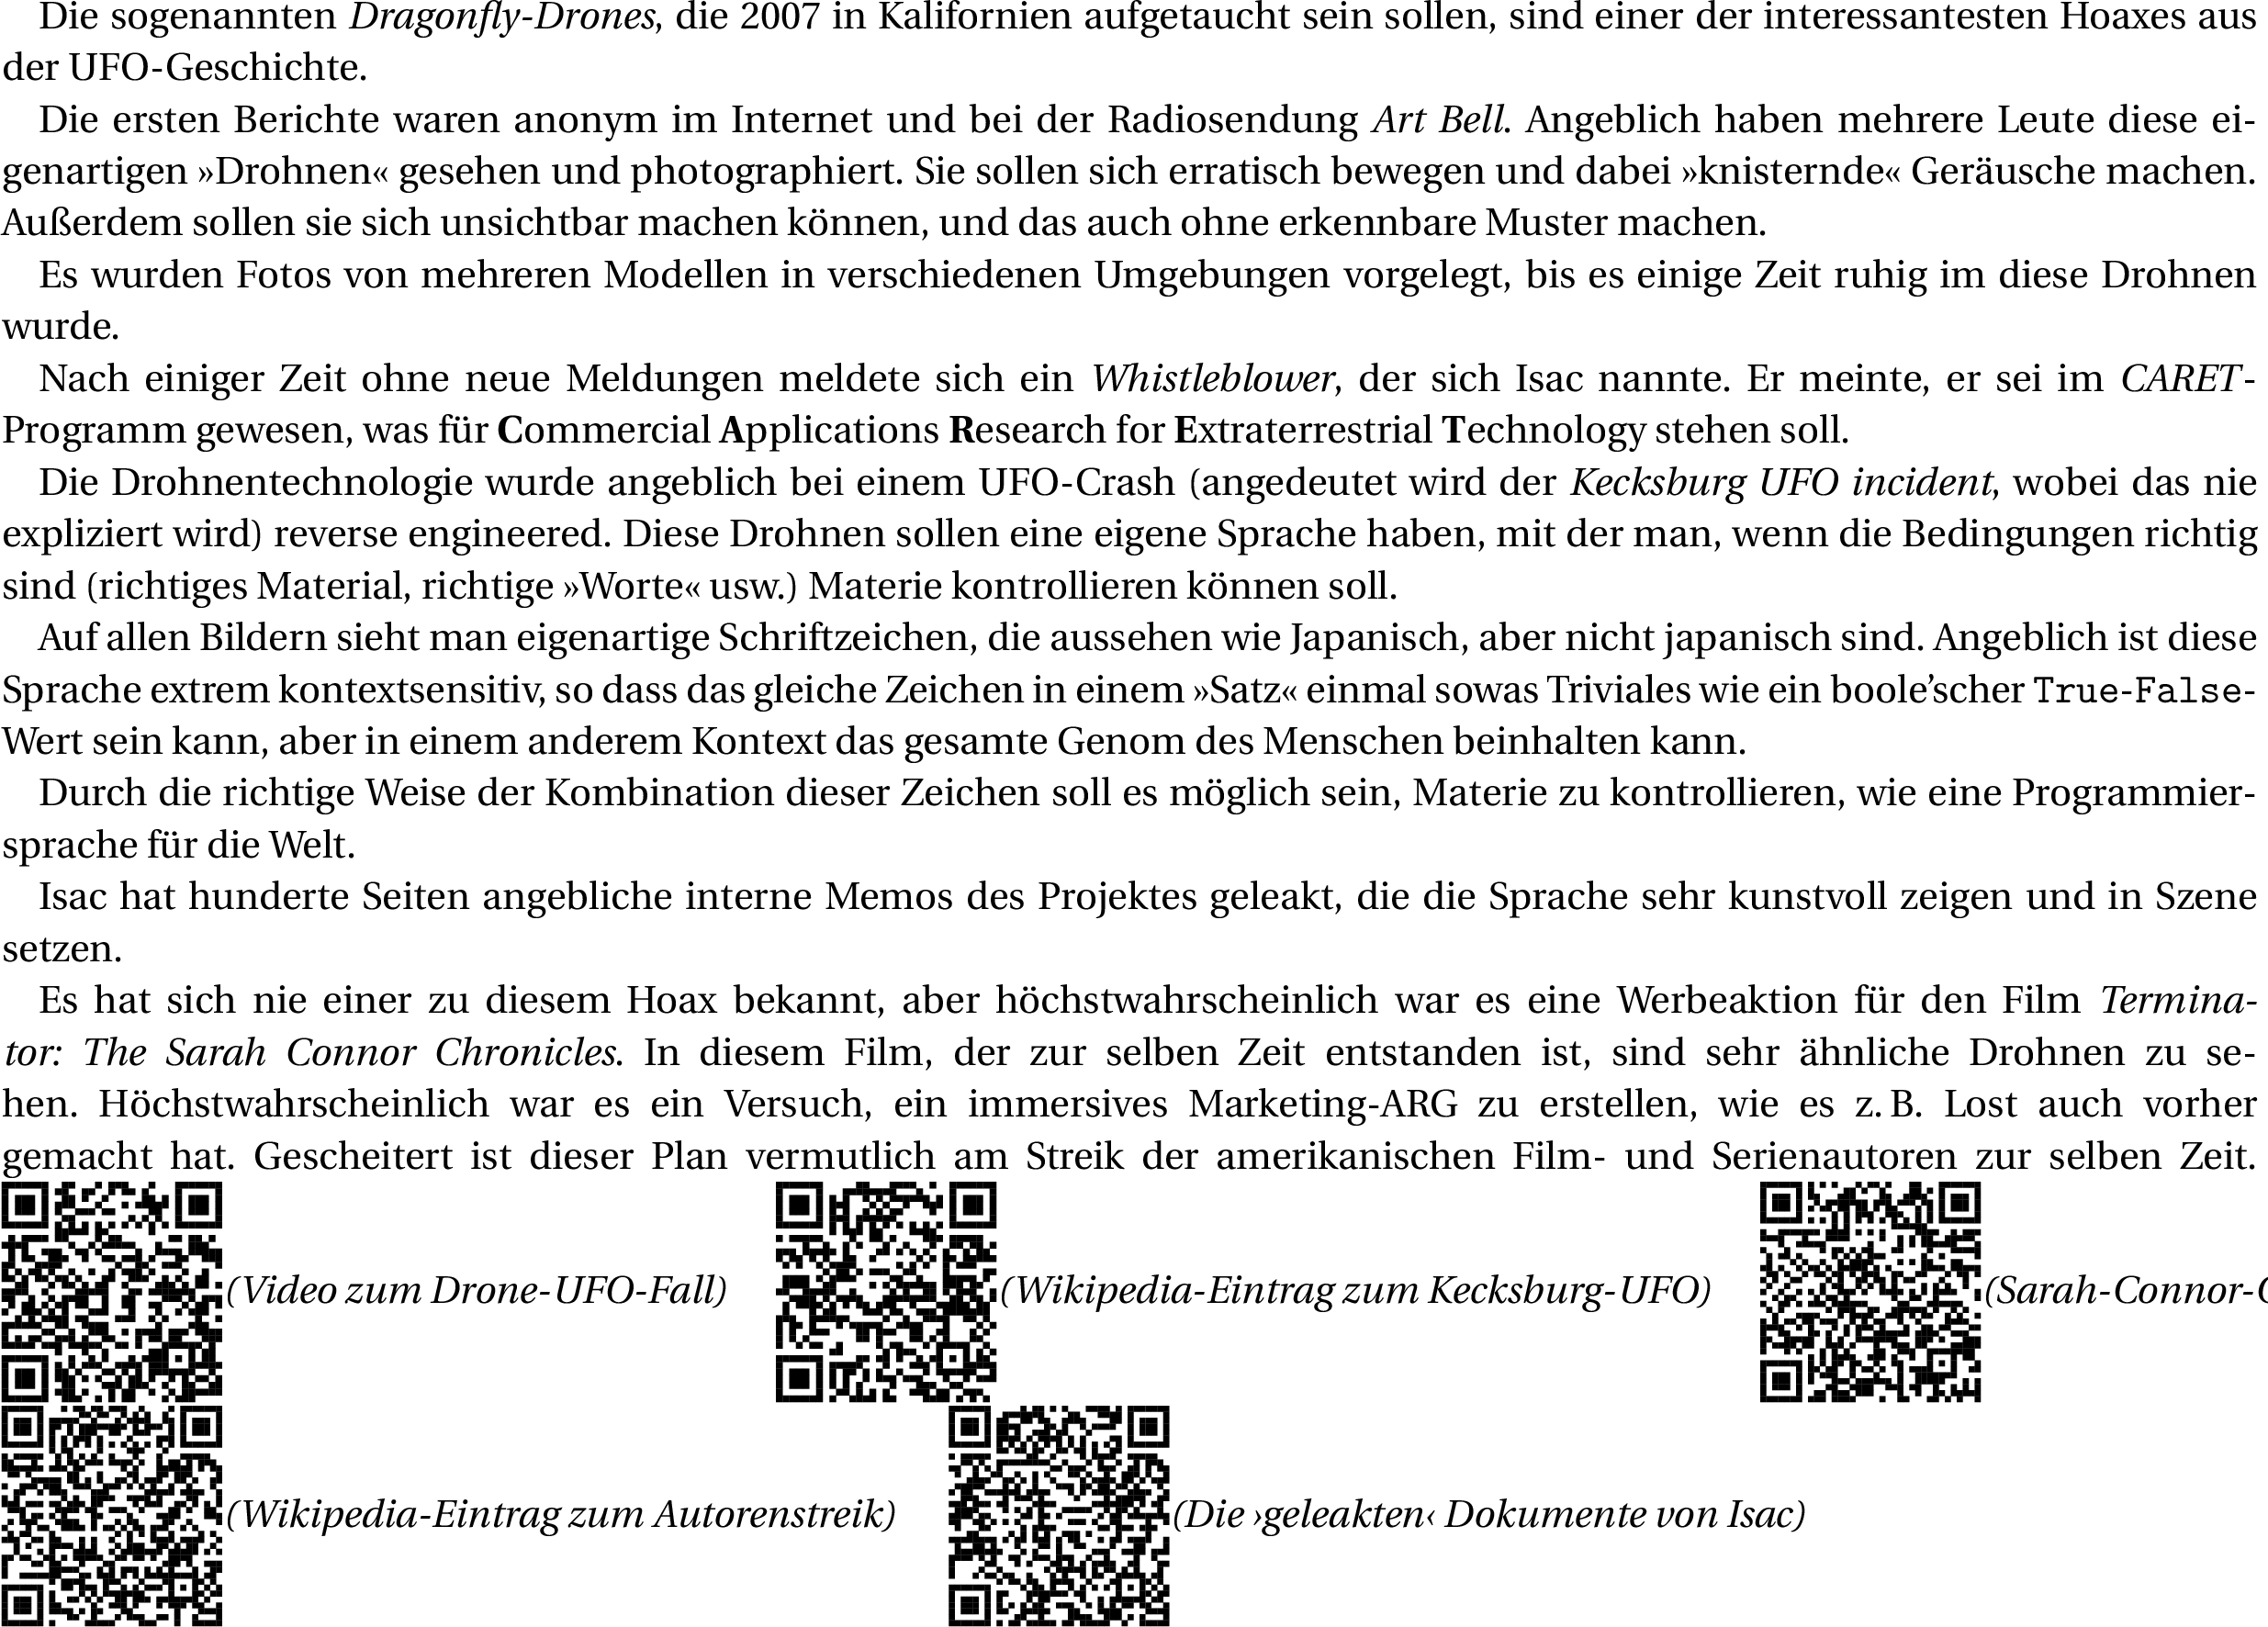 Die sogenannten Dragonfly-Drones, die 2007 in Kalifornien aufgetaucht sein sollen, sind einer der interessantesten Hoaxes aus
der UFO-Geschichte.
Die ersten Berichte waren anonym im Internet und bei der Radiosendung Art Bell. Angeblich haben mehrere Leute diese ei-
genartigen »Drohnen« gesehen und photographiert. Sie sollen sich erratisch bewegen und dabei »knisternde« Geräusche machen.
Außerdem sollen sie sich unsichtbar machen können, und das auch ohne erkennbare Muster machen.
Es wurden Fotos von mehreren Modellen in verschiedenen Umgebungen vorgelegt, bis es einige Zeit ruhig im diese Drohnen
wurde.
Nach einiger Zeit ohne neue Meldungen meldete sich ein Whistleblower, der sich Isac nannte. Er meinte, er sei im CARET-
Programm gewesen, was für Commercial Applications Research for Extraterrestrial Technology stehen soll.
Die Drohnentechnologie wurde angeblich bei einem UFO-Crash (angedeutet wird der Kecksburg UFO incident, wobei das nie
expliziert wird) reverse engineered. Diese Drohnen sollen eine eigene Sprache haben, mit der man, wenn die Bedingungen richtig
sind (richtiges Material, richtige »Worte« usw.) Materie kontrollieren können soll.
Auf allen Bildern sieht man eigenartige Schriftzeichen, die aussehen wie Japanisch, aber nicht japanisch sind. Angeblich ist diese
Sprache extrem kontextsensitiv, so dass das gleiche Zeichen in einem »Satz« einmal sowas Triviales wie ein boole’scher True-False-
Wert sein kann, aber in einem anderem Kontext das gesamte Genom des Menschen beinhalten kann.
Durch die richtige Weise der Kombination dieser Zeichen soll es möglich sein, Materie zu kontrollieren, wie eine Programmier-
sprache für die Welt.
Isac hat hunderte Seiten angebliche interne Memos des Projektes geleakt, die die Sprache sehr kunstvoll zeigen und in Szene
setzen.
Es hat sich nie einer zu diesem Hoax bekannt, aber höchstwahrscheinlich war es eine Werbeaktion für den Film Termina-
tor: The Sarah Connor Chronicles. In diesem Film, der zur selben Zeit entstanden ist, sind sehr ähnliche Drohnen zu se-
hen. Höchstwahrscheinlich war es ein Versuch, ein immersives Marketing-ARG zu erstellen, wie es z. B. Lost auch vorher
gemacht hat. Gescheitert ist dieser Plan vermutlich am Streik der amerikanischen Film- und Serienautoren zur selben Zeit.
(Video zum Drone-UFO-Fall) (Wikipedia-Eintrag zum Kecksburg-UFO) (Sarah-Connor-
(Wikipedia-Eintrag zum Autorenstreik) (Die ›geleakten‹ Dokumente von Isac)